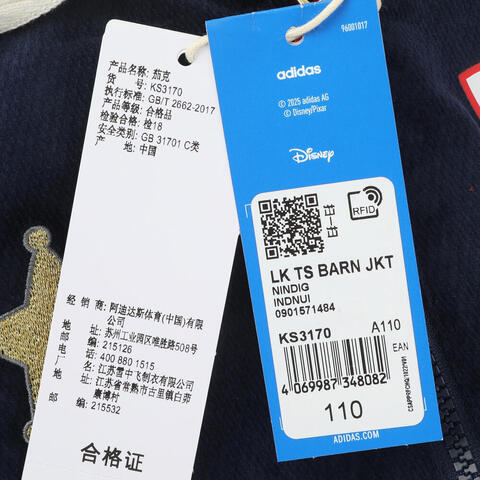 产品名称: 茄克
货 号: KS3170
执行标准: GB/T 2662-2017
产品等级: 合格品
检验合格: 检18
安全类别: GB 31701 C类
产 地: 中国
经 销 商: 阿迪达斯体育(中国)有限公司
地 址: 苏州工业园区唯胜路508号
邮 编: 215126
电 话: 400 880 1515
厂 名: 江苏雪中飞制衣有限公司
地 址: 江苏省常熟市古里镇白茆
康博村
邮 编: 215532
合格证
96001017
adidas
© 2025 adidas AG
© Disney/Pixar
Disney
RFID
LK TS BARN JKT
NINDIG
INDNUI
0901571484
KS3170 A110
EAN
4 069987 348082
110
ADIDAS.COM